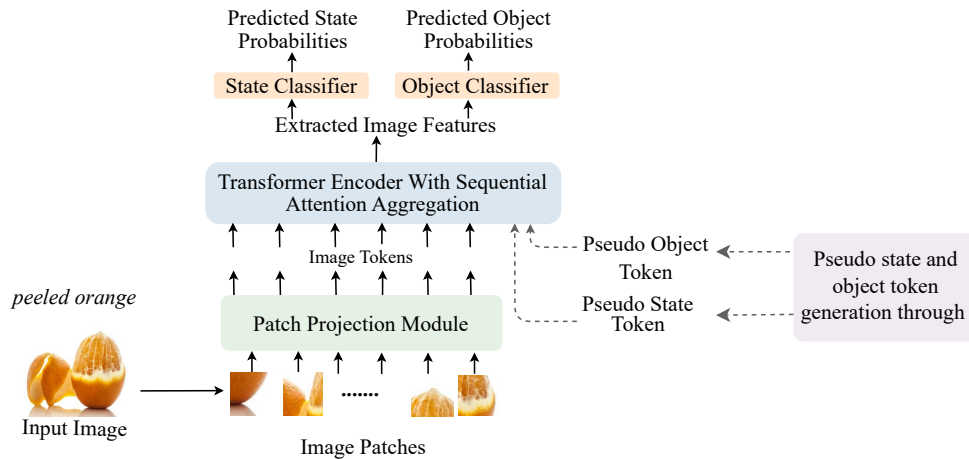 Predicted State
Probabilities
Predicted Object
Probabilities
State Classifier
Object Classifier
Extracted Image Features
Transformer Encoder With Sequential
Attention Aggregation
Image Tokens
Pseudo Object
Token
Pseudo State
Token
Pseudo state and
object token
generation through
peeled orange
Patch Projection Module
.......
Input Image
Image Patches